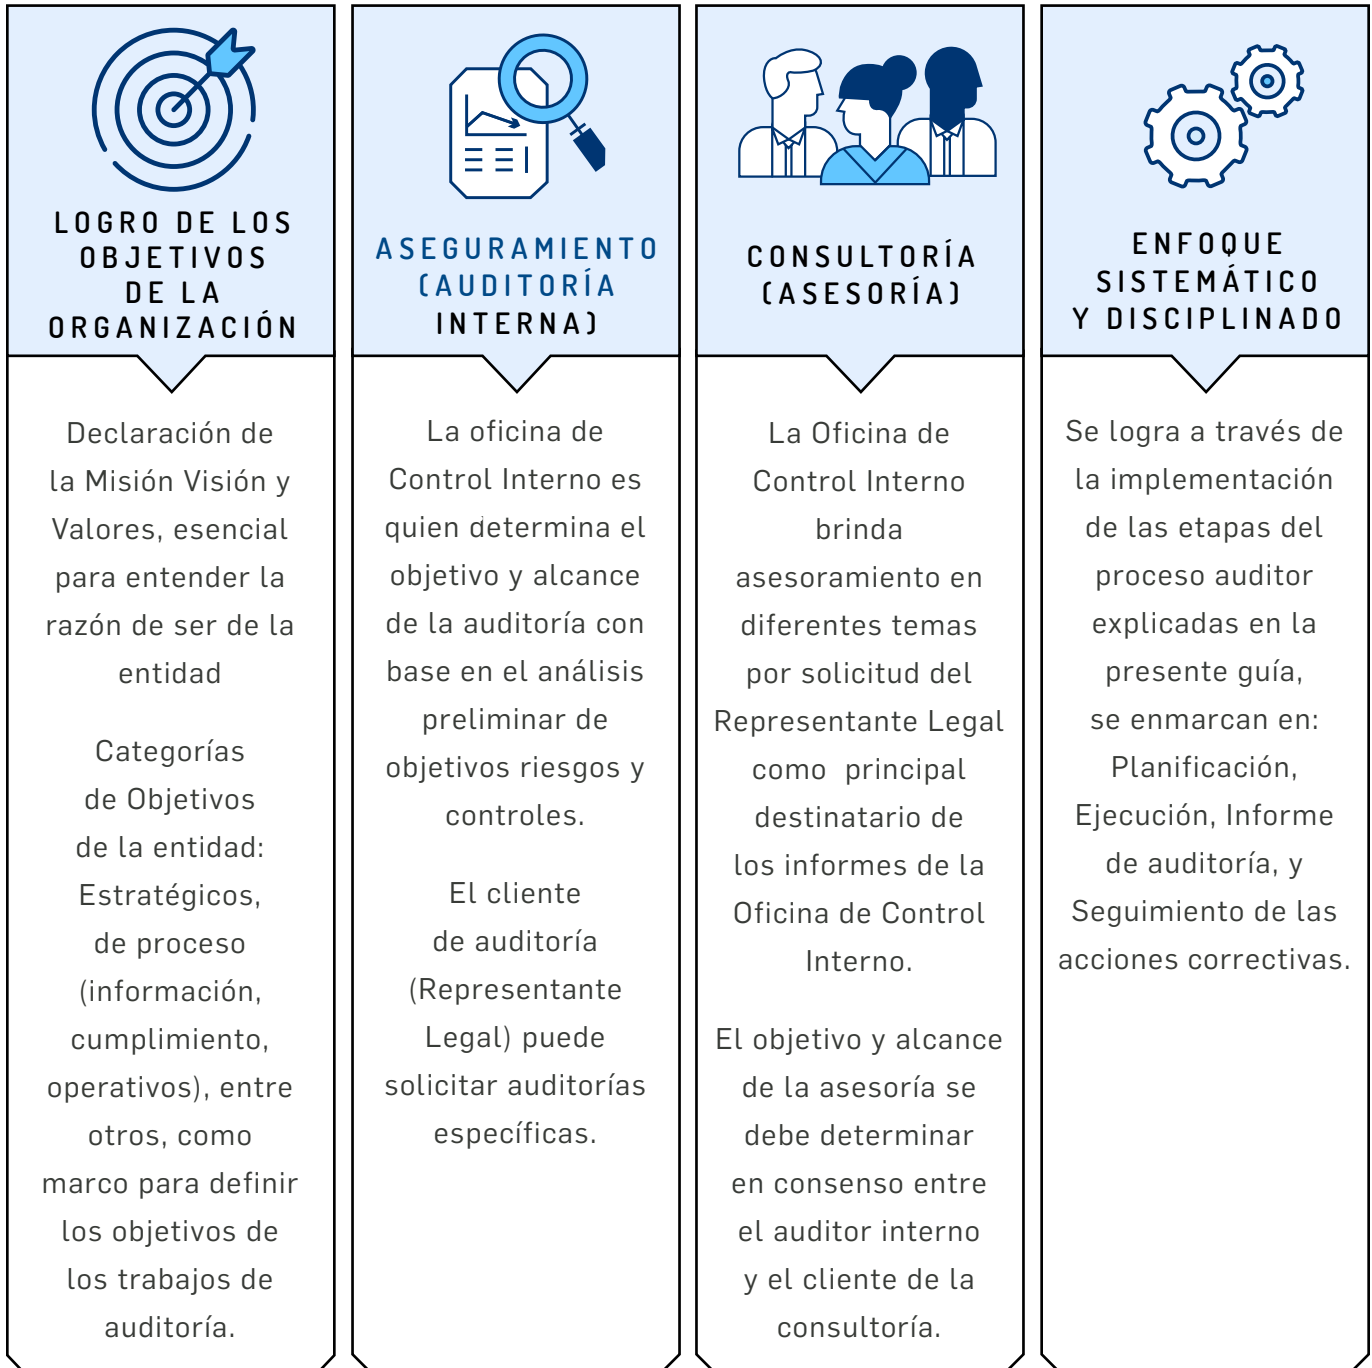 LOGRO DE LOS
OBJETIVOS
DE LA
ORGANIZACIÓN
Declaración de
la Misión Visión y
Valores, esencial
para entender la
razón de ser de la
entidad
Categorías
de Objetivos
de la entidad:
Estratégicos,
de proceso
(información,
cumplimiento,
operativos), entre
otros, como
marco para definir
los objetivos de
los trabajos de
auditoría.
ASEGURAMIENTO
(AUDITORÍA
INTERNA)
La oficina de
Control Interno es
quien determina el
objetivo y alcance
de la auditoría con
base en el análisis
preliminar de
objetivos riesgos y
controles.
El cliente
de auditoría
(Representante
Legal) puede
solicitar auditorías
específicas.
CONSULTORÍA
(ASESORÍA)
La Oficina de
Control Interno
brinda
asesoramiento en
diferentes temas
por solicitud del
Representante Legal
como  principal
destinatario de
los informes de la
Oficina de Control
Interno.
El objetivo y alcance
de la asesoría se
debe determinar
en consenso entre
el auditor interno
y el cliente de la
consultoría.
ENFOQUE
SISTEMÁTICO
Y DISCIPLINADO
Se logra a través de
la implementación
de las etapas del
proceso auditor
explicadas en la
presente guía,
se enmarcan en:
Planificación,
Ejecución, Informe
de auditoría, y
Seguimiento de las
acciones correctivas.